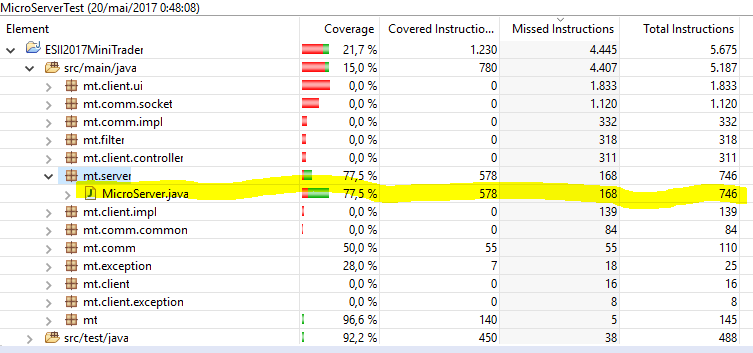 MicroServerTest (20/mai/2017 0:48:08)
Element Coverage Covered Instructio... Missed Instructions Total Instructions
ESII2017MiniTrader 21,7 % 1.230 4.445 5.675
src/main/java 15,0 % 780 4.407 5.187
mt.client.ui 0,0 % 0 1.833 1.833
mt.comm.socket 0,0 % 0 1.120 1.120
mt.comm.impl 0,0 % 0 332 332
mt.filter 0,0 % 0 318 318
mt.client.controller 0,0 % 0 311 311
mt.server 77,5 % 578 168 746
MicroServer.java 77,5 % 578 168 746
mt.client.impl 0,0 % 0 139 139
mt.comm.common 0,0 % 0 84 84
mt.comm 50,0 % 55 55 110
mt.exception 28,0 % 7 18 25
mt.client 0,0 % 0 16 16
mt.client.exception 0,0 % 0 8 8
mt 96,6 % 140 5 145
src/test/java 92,2 % 450 38 488